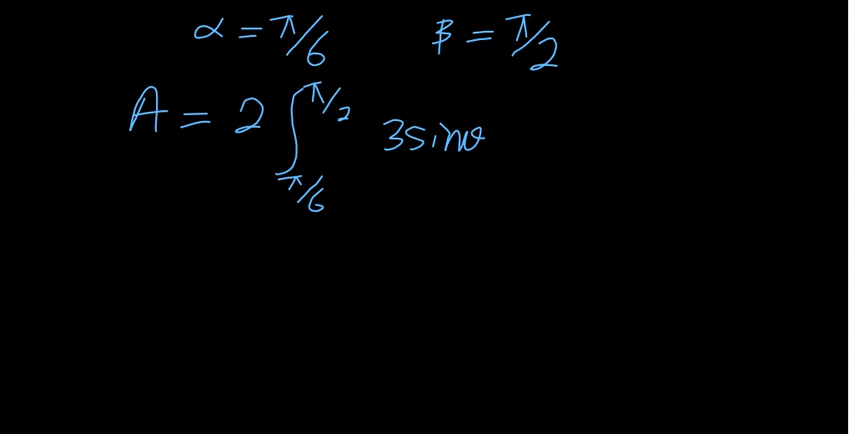 α = π/6 β = π/2
A = 2 ∫_{π/6}^{π/2} 3sinθ